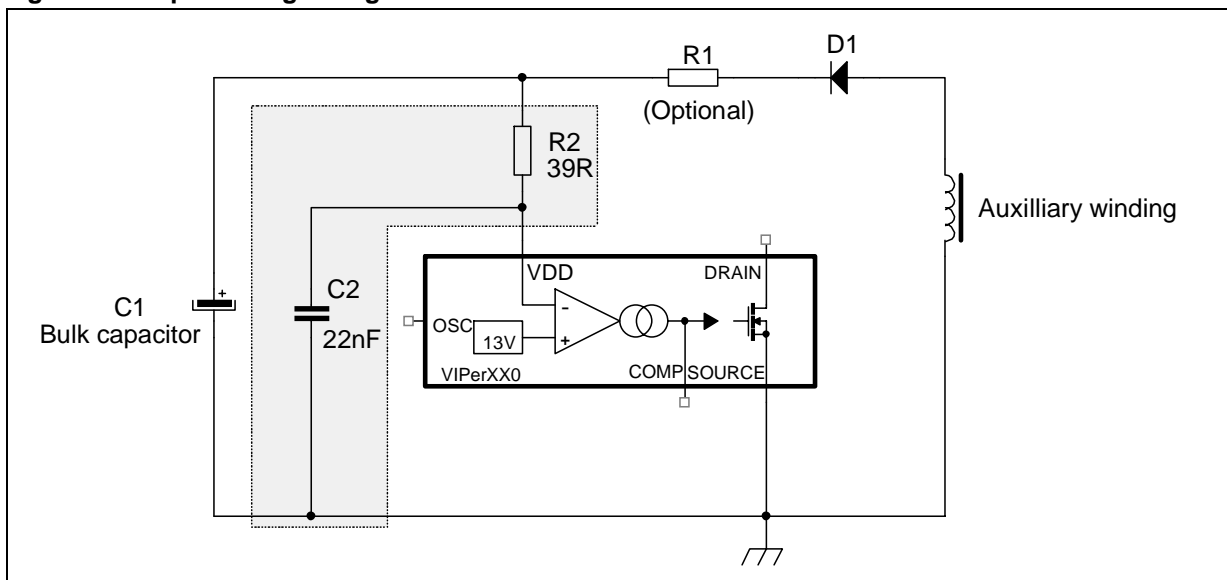 D1
R1
(Optional)
R2
39R
Auxilliary winding
VDD
DRAIN
C1
Bulk capacitor
+
C2
22nF
-
OSC
13V
+
COMP
SOURCE
VIPerXX0